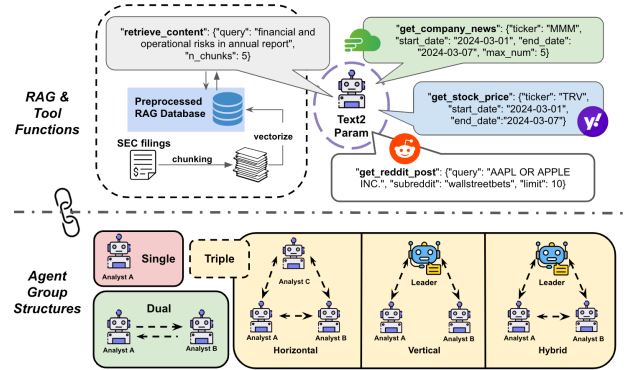 "retrieve_content": {"query": "financial and
operational risks in annual report",
"n_chunks": 5}
"get_company_news": {"ticker": "MMM",
"start_date": "2024-03-01", "end_date":
"2024-03-07", "max_num": 5}
RAG &
Tool
Functions
Preprocessed
RAG Database
vectorize
SEC filings
chunking
Text2
Param
"get_stock_price": {"ticker": "TRV",
"start_date": "2024-03-01",
"end_date":"2024-03-07"}
y!
"get_reddit_post": {"query": "AAPL OR APPLE
INC.", "subreddit": "wallstreetbets", "limit": 10}
Agent
Group
Structures
Single
Analyst A
Triple
Dual
Analyst A
Analyst B
Analyst C
Analyst A
Analyst B
Horizontal
Leader
Analyst A
Analyst B
Vertical
Leader
Analyst A
Analyst B
Hybrid